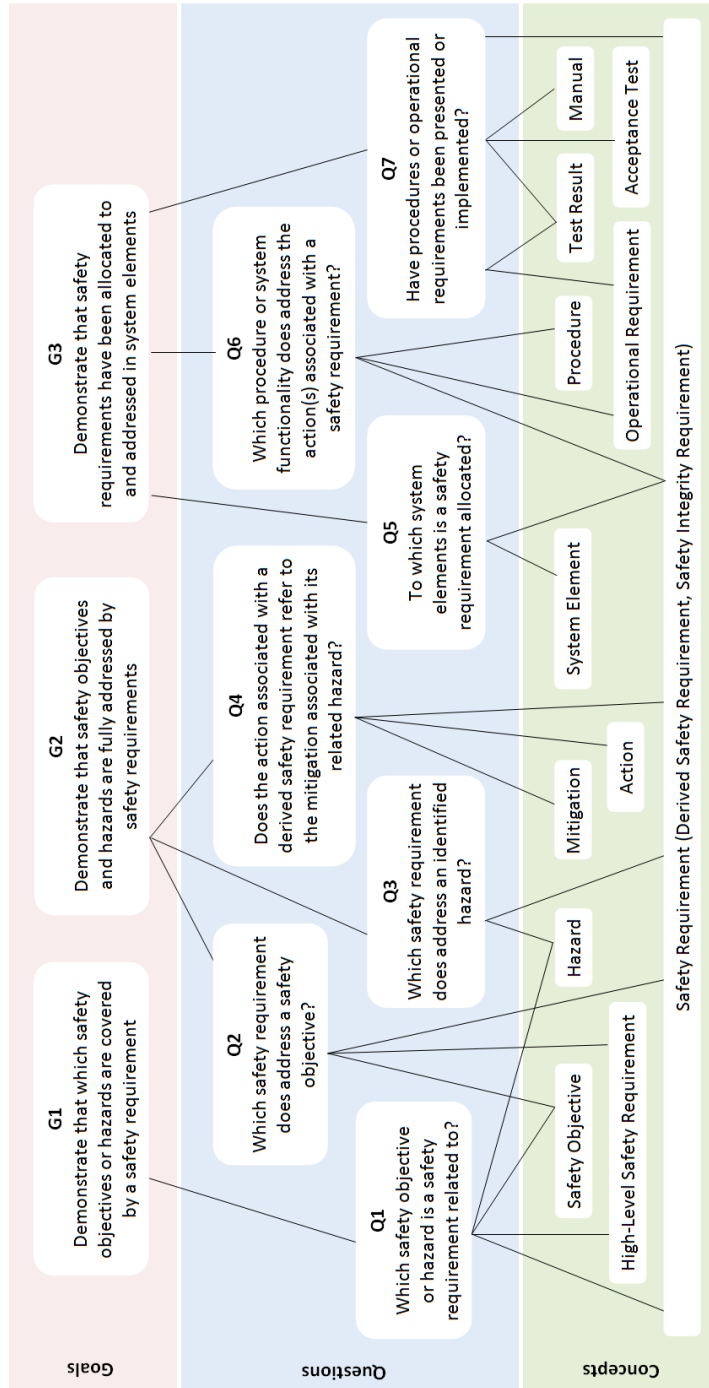 Goals
G1
Demonstrate that which safety
objectives or hazards are covered
by a safety requirement
G2
Demonstrate that safety objectives
and hazards are fully addressed by
safety requirements
G3
Demonstrate that safety
requirements have been allocated to
and addressed in system elements
Questions
Q1
Which safety objective
or hazard is a safety
requirement related to?
Q2
Which safety requirement
does address a safety
objective?
Q3
Which safety requirement
does address an identified
hazard?
Q4
Does the action associated with a
derived safety requirement refer to
the mitigation associated with its
related hazard?
Q5
To which system
elements is a safety
requirement allocated?
Q6
Which procedure or system
functionality does address the
action(s) associated with a
safety requirement?
Q7
Have procedures or operational
requirements been presented or
implemented?
Concepts
Safety Objective
Hazard
Mitigation
System Element
Procedure
Test Result
Manual
High-Level Safety Requirement
Action
Operational Requirement
Acceptance Test
Safety Requirement (Derived Safety Requirement, Safety Integrity Requirement)